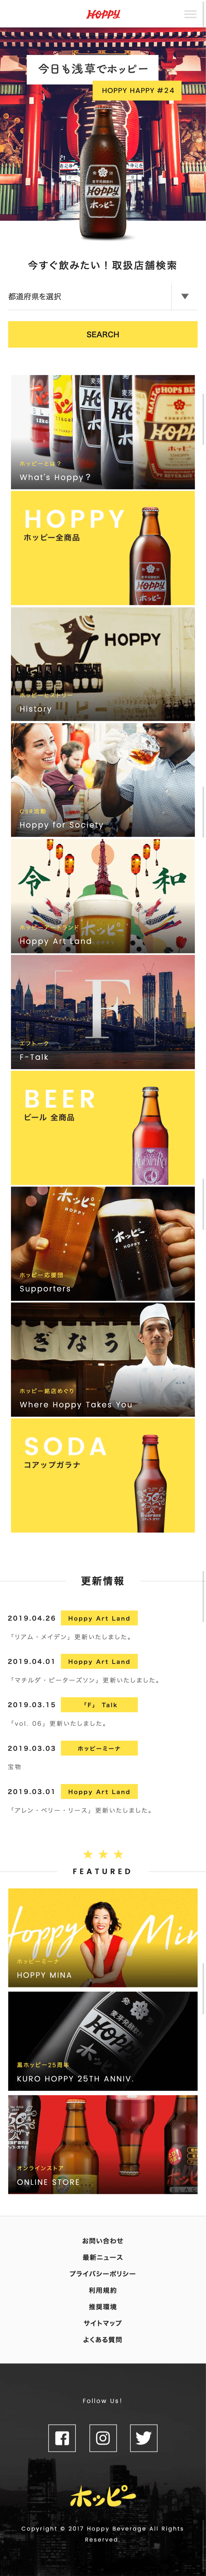 HOPPY
今日も浅草でホッピー
HOPPY HAPPY #24
HOPPY
ホッピー
今すぐ飲みたい！取扱店舗検索
都道府県を選択
SEARCH
ホッピーとは？
What's Hoppy?
HOPPY
ホッピー全商品
HOPPY
ホッピーヒストリー
History
Hoppy for Society
令和
ホッピーアートランド
Hoppy Art Land
F
エフトーク
F-Talk
BEER
ビール 全商品
ホッピー
HOPPY
ホッピー応援団
Supporters
ぎなう
Where Hoppy Takes You
SODA
コアップガラナ
更新情報
2019.04.26 Hoppy Art Land
「リアム・メイデン」更新いたしました。
2019.04.01 Hoppy Art Land
「マチルダ・ピーターズソン」更新いたしました。
2019.03.15 「F」 Talk
「vol. 06」更新いたしました。
2019.03.03 ホッピーミーナ
宝物
2019.03.01 Hoppy Art Land
「アレン・ベリー・リース」更新いたしました。
FEATURED
Hoppy Min
ホッピーミーナ
HOPPY MINA
HOPPY
黒ホッピー25周年
KURO HOPPY 25TH ANNIV.
オンラインストア
ONLINE STORE
お問い合わせ
最新ニュース
プライバシーポリシー
利用規約
推奨環境
サイトマップ
よくある質問
Follow Us!
ホッピー
Copyright © 2017 Hoppy Beverage All Rights
Reserved.